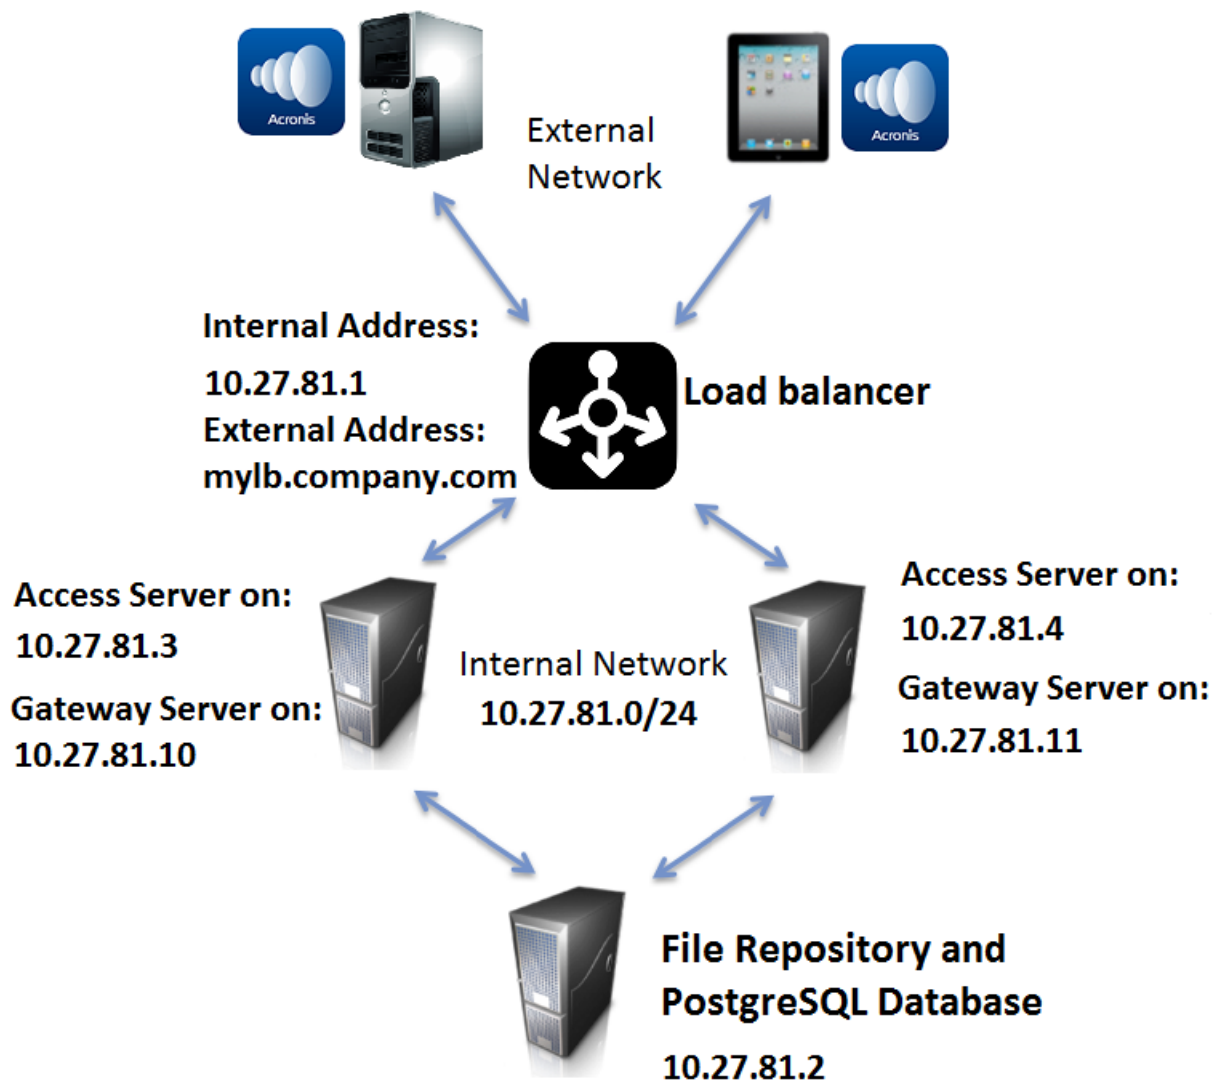 Acronis
Acronis
External
Network
Internal Address:
10.27.81.1
External Address:
mylb.company.com
Load balancer
Access Server on:
10.27.81.3
Gateway Server on:
10.27.81.10
Internal Network
10.27.81.0/24
Access Server on:
10.27.81.4
Gateway Server on:
10.27.81.11
File Repository and
PostgreSQL Database
10.27.81.2